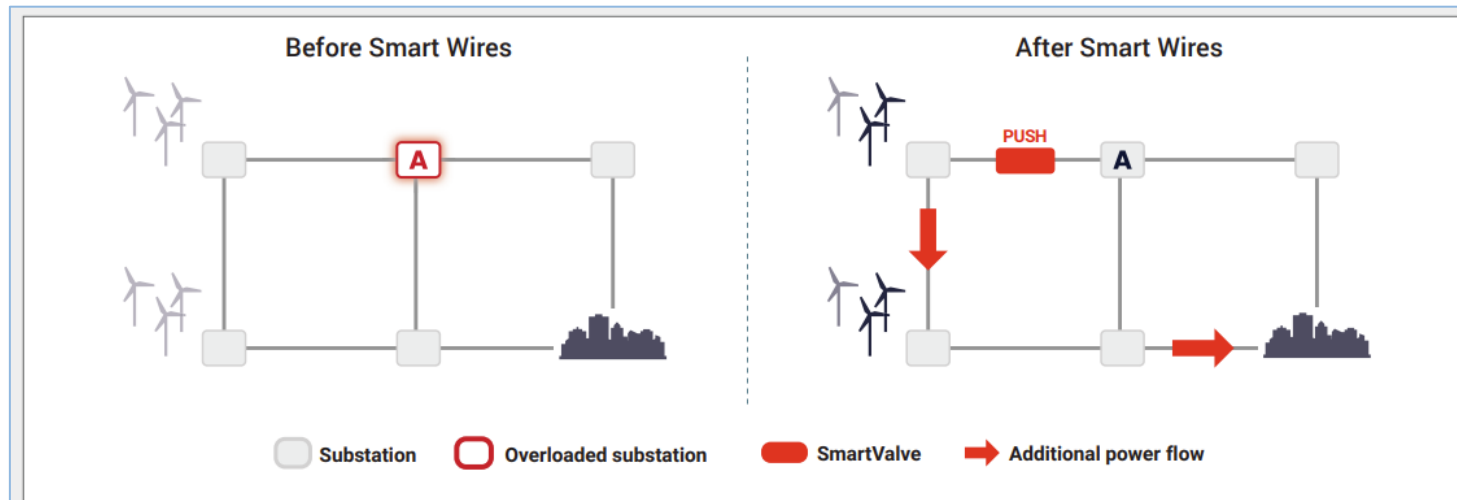 Before Smart Wires
After Smart Wires
PUSH
A
A
Substation
Overloaded substation
SmartValve
Additional power flow